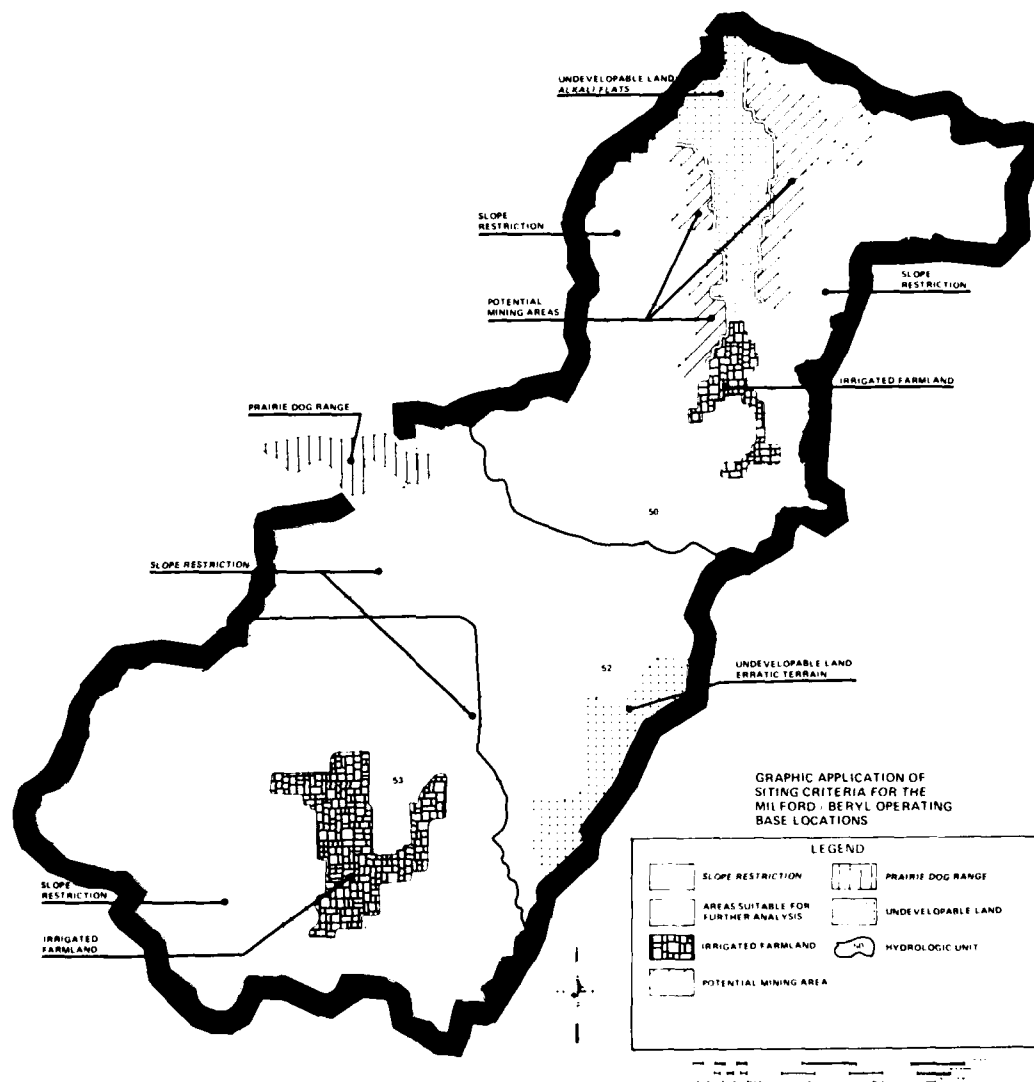 UNDEVELOPABLE LAND/
ALKALI FLATS
SLOPE
RESTRICTION
SLOPE
RESTRICTION
POTENTIAL
MINING AREAS
IRRIGATED FARMLAND
PRAIRIE DOG RANGE
50
SLOPE RESTRICTION
52
UNDEVELOPABLE LAND
ERRATIC TERRAIN
53
SLOPE
RESTRICTION
IRRIGATED
FARMLAND
GRAPHIC APPLICATION OF
SITING CRITERIA FOR THE
MILFORD / BERYL OPERATING
BASE LOCATIONS
LEGEND
SLOPE RESTRICTION
PRAIRIE DOG RANGE
AREAS SUITABLE FOR
FURTHER ANALYSIS
UNDEVELOPABLE LAND
IRRIGATED FARMLAND
50 HYDROLOGIC UNIT
POTENTIAL MINING AREA